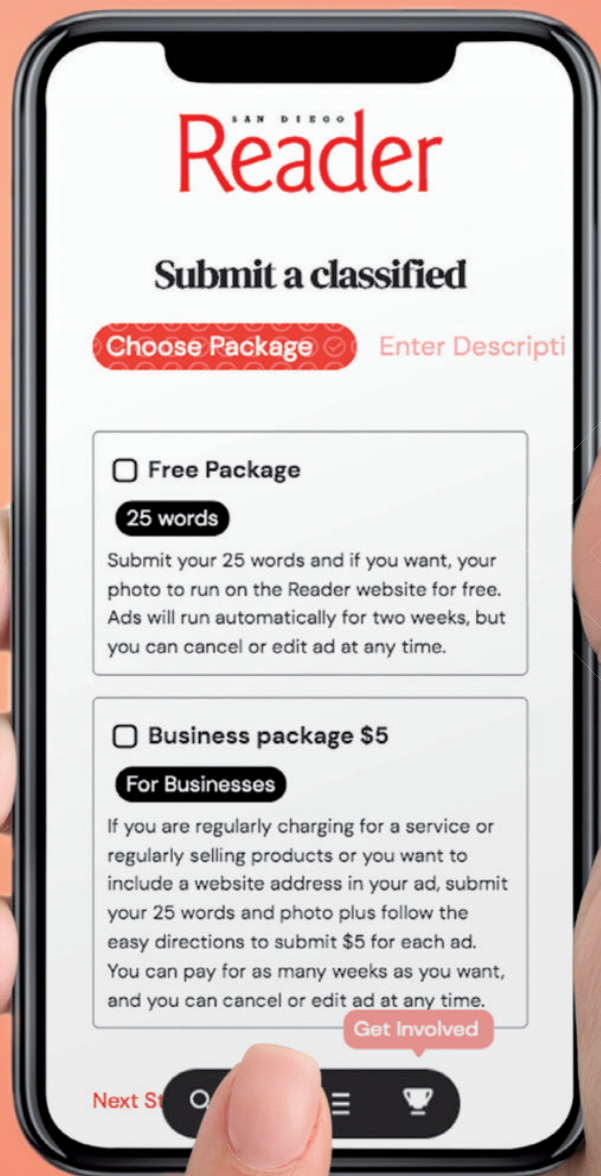 SAN DIEGO
Reader
Submit a classified
Choose Package
Enter Descripti
Free Package
25 words
Submit your 25 words and if you want, your
photo to run on the Reader website for free.
Ads will run automatically for two weeks, but
you can cancel or edit ad at any time.
Business package $5
For Businesses
If you are regularly charging for a service or
regularly selling products or you want to
include a website address in your ad, submit
your 25 words and photo plus follow the
easy directions to submit $5 for each ad.
You can pay for as many weeks as you want,
and you can cancel or edit ad at any time.
Get Involved
Next St